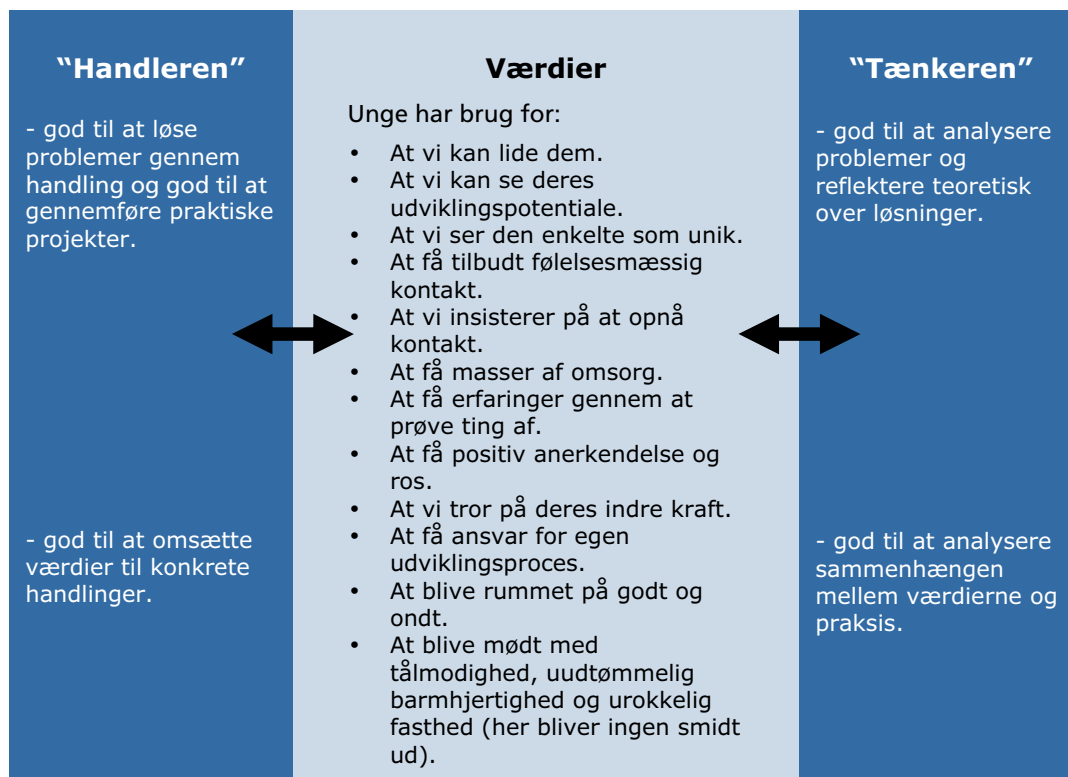 “Handleren”
- god til at løse
problemer gennem
handling og god til at
gennemføre praktiske
projekter.
- god til at omsætte
værdier til konkrete
handlinger.
Værdier
Unge har brug for:
• At vi kan lide dem.
• At vi kan se deres
udviklingspotentiale.
• At vi ser den enkelte som unik.
• At få tilbudt følelsesmæssig
kontakt.
• At vi insisterer på at opnå
kontakt.
• At få masser af omsorg.
• At få erfaringer gennem at
prøve ting af.
• At få positiv anerkendelse og
ros.
• At vi tror på deres indre kraft.
• At få ansvar for egen
udviklingsproces.
• At blive rummet på godt og
ondt.
• At blive mødt med
tålmodighed, uudtømmelig
barmhjertighed og urokkelig
fasthed (her bliver ingen smidt
ud).
“Tænkeren”
- god til at analysere
problemer og
reflektere teoretisk
over løsninger.
- god til at analysere
sammenhængen
mellem værdierne og
praksis.